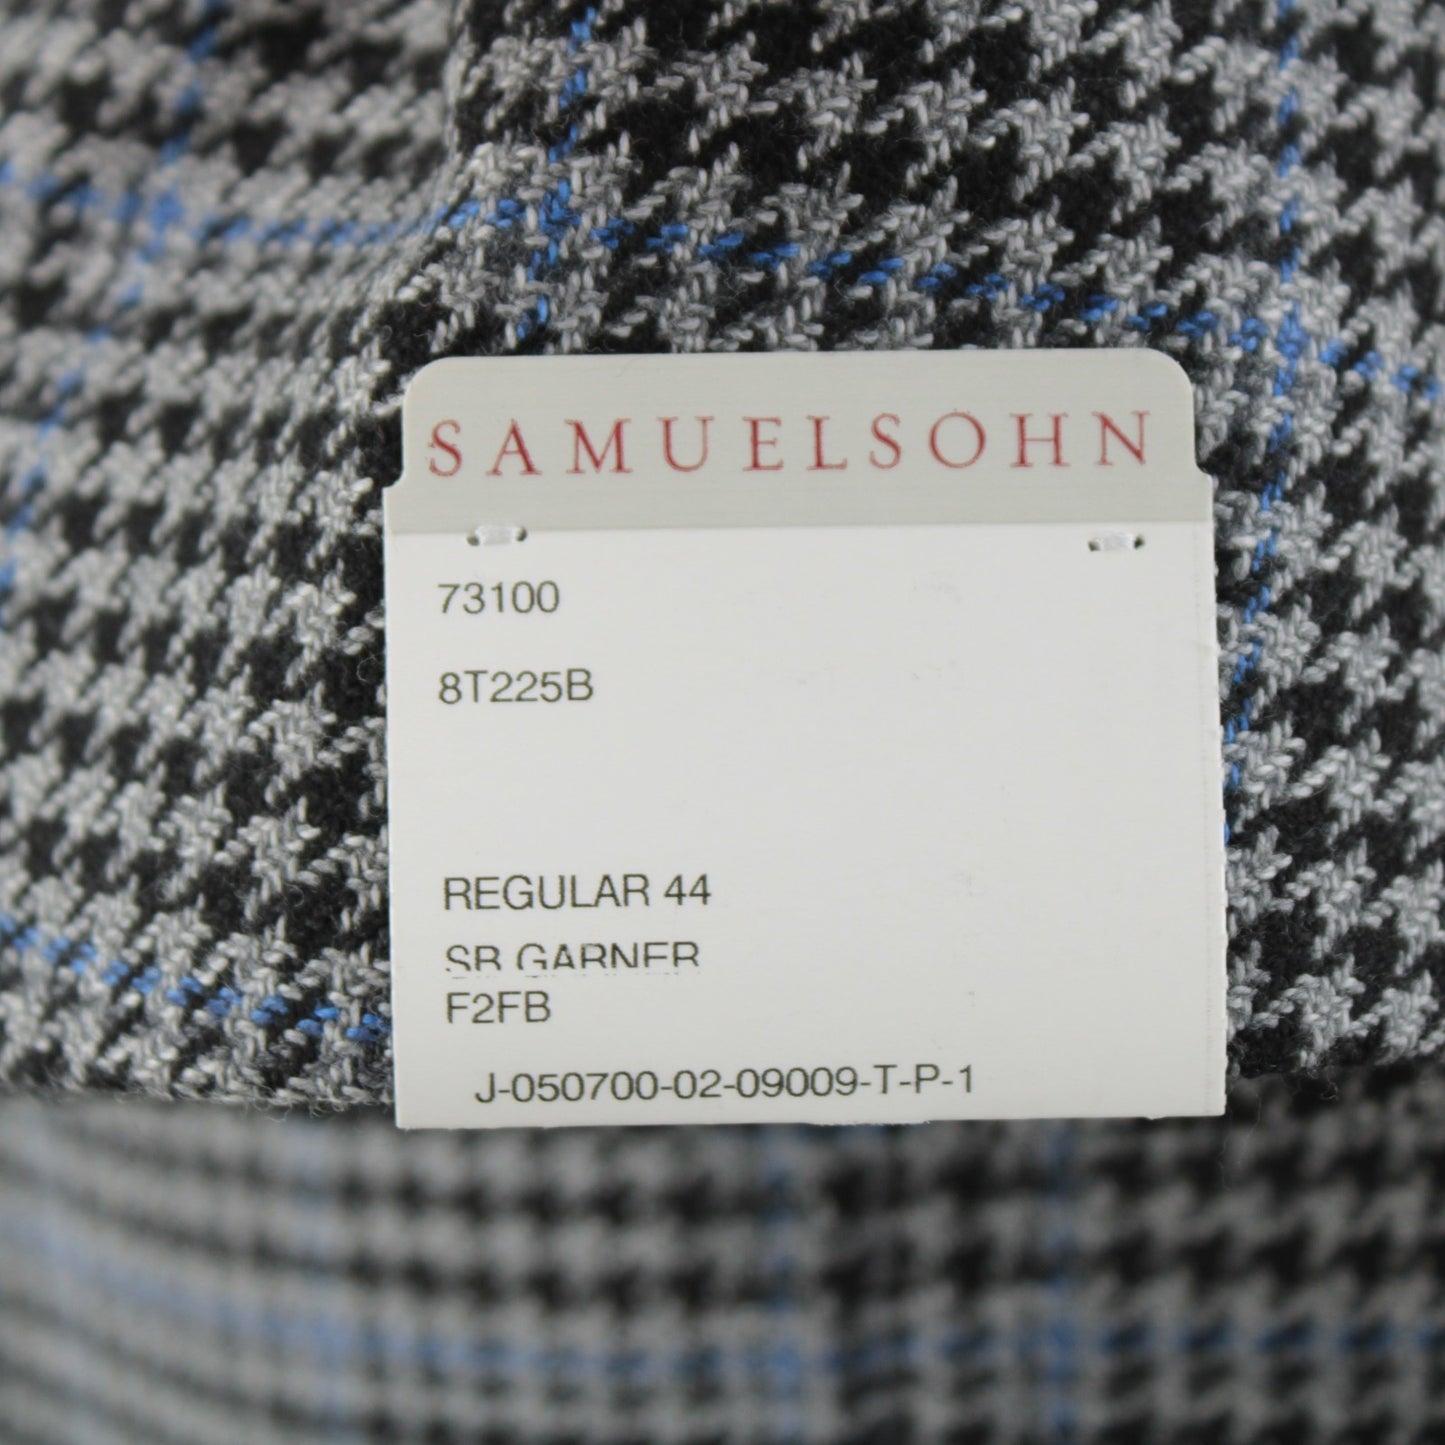 SAMUELSOHN
73100
8T225B
REGULAR 44
SB GARNER
F2FB
J-050700-02-09009-T-P-1